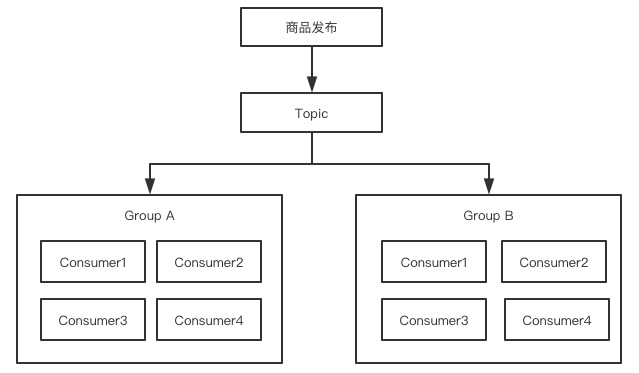 商品发布
Topic
Group A
Consumer1
Consumer2
Consumer3
Consumer4
Group B
Consumer1
Consumer2
Consumer3
Consumer4